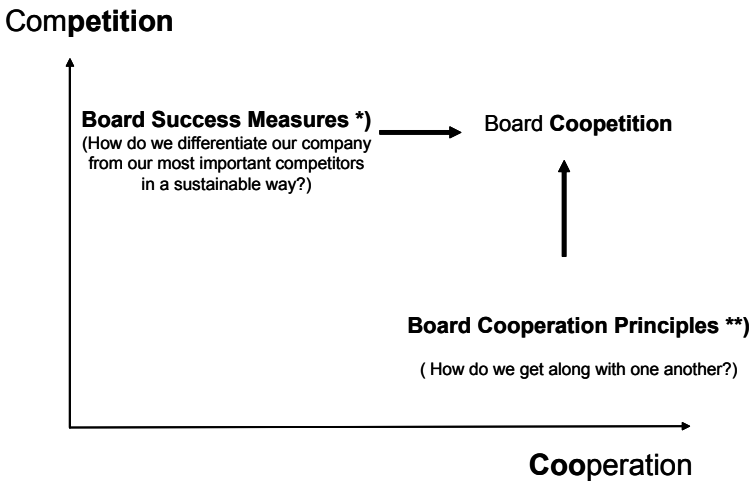 Competition
Board Success Measures *)
(How do we differentiate our company
from our most important competitors
in a sustainable way?)
Board Coopetition
Board Cooperation Principles **)
( How do we get along with one another?)
Cooperation